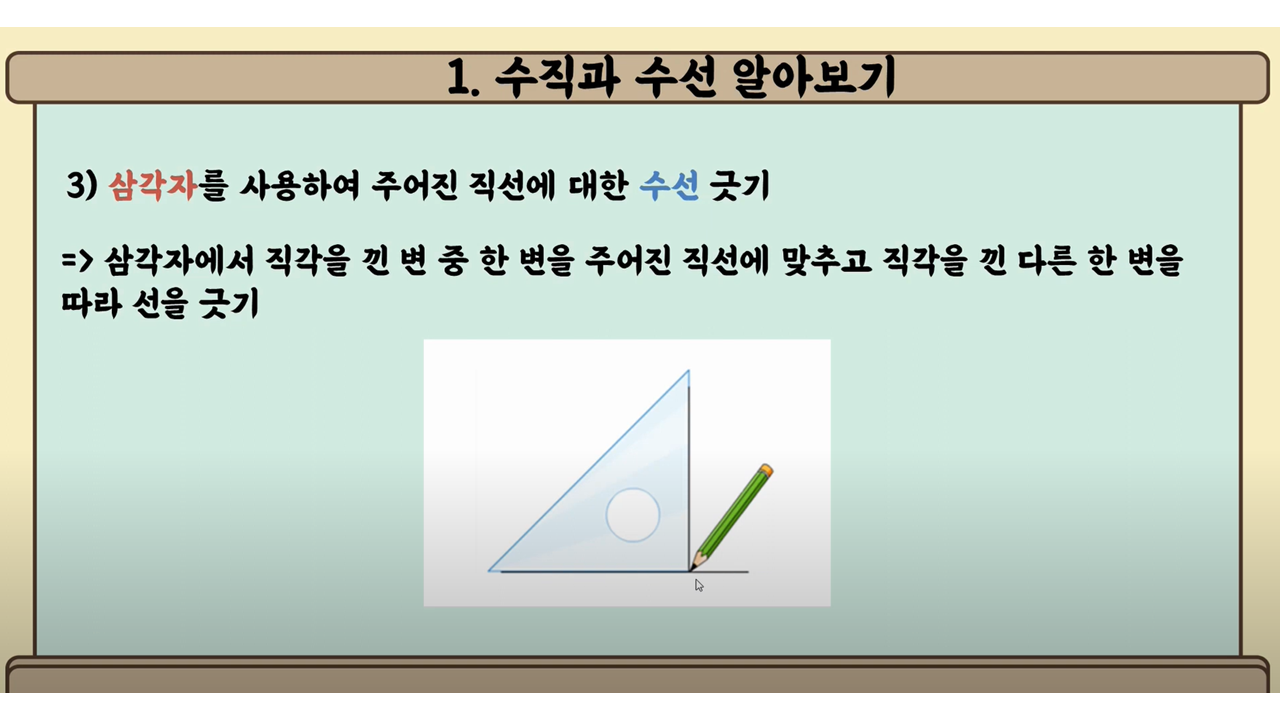 1. 수직과 수선 알아보기
3) 삼각자를 사용하여 주어진 직선에 대한 수선 긋기
=> 삼각자에서 직각을 낀 변 중 한 변을 주어진 직선에 맞추고 직각을 낀 다른 한 변을
따라 선을 긋기